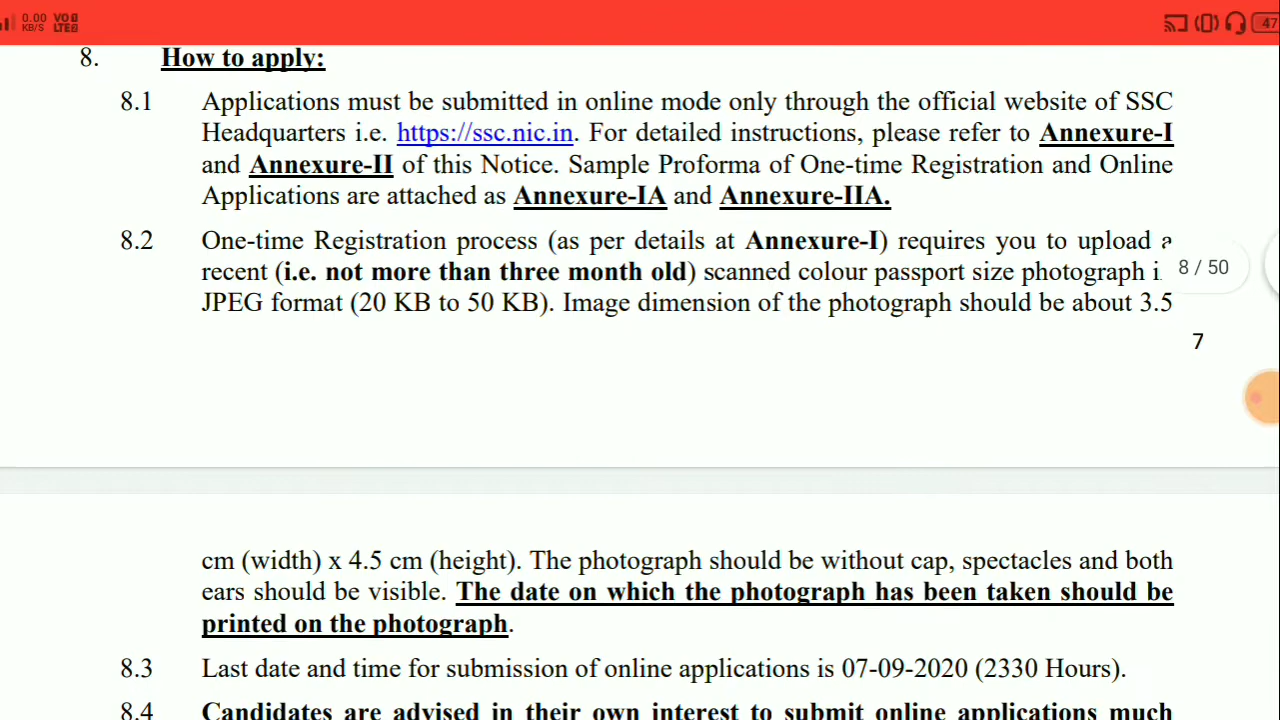 0.00
KB/S
VO
LTE
47
8. How to apply:
8.1 Applications must be submitted in online mode only through the official website of SSC
Headquarters i.e. https://ssc.nic.in. For detailed instructions, please refer to Annexure-I
and Annexure-II of this Notice. Sample Proforma of One-time Registration and Online
Applications are attached as Annexure-IA and Annexure-IIA.
8.2 One-time Registration process (as per details at Annexure-I) requires you to upload a
recent (i.e. not more than three month old) scanned colour passport size photograph i
8 / 50
JPEG format (20 KB to 50 KB). Image dimension of the photograph should be about 3.5
7
cm (width) x 4.5 cm (height). The photograph should be without cap, spectacles and both
ears should be visible. The date on which the photograph has been taken should be
printed on the photograph.
8.3 Last date and time for submission of online applications is 07-09-2020 (2330 Hours).
8.4 Candidates are advised in their own interest to submit online applications much